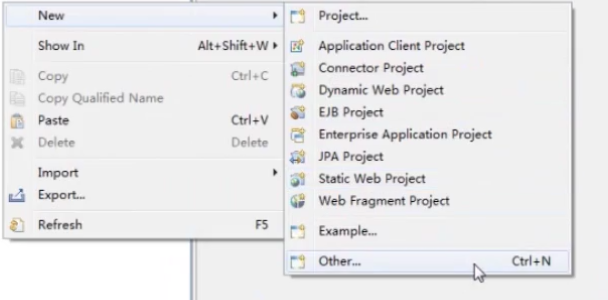 New
Show In Alt+Shift+W
Copy Ctrl+C
Copy Qualified Name
Paste Ctrl+V
Delete Delete
Import
Export...
Refresh F5
Project...
Application Client Project
Connector Project
Dynamic Web Project
EJB Project
Enterprise Application Project
JPA Project
Static Web Project
Web Fragment Project
Example...
Other... Ctrl+N